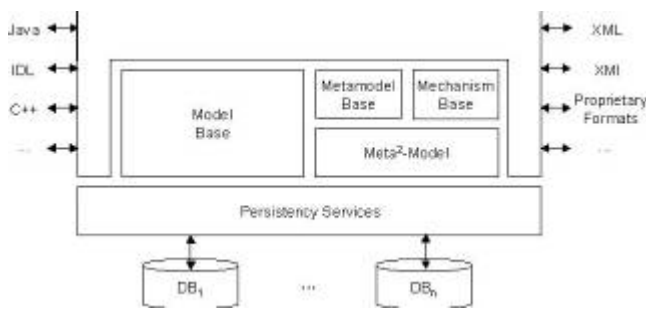 Java
XML
IDL
XMI
C++
Metamodel
Base
Mechanism
Base
Proprietary
Formats
Model
Base
...
Meta²-Model
...
Persistency Services
DB₁
...
DBₙ